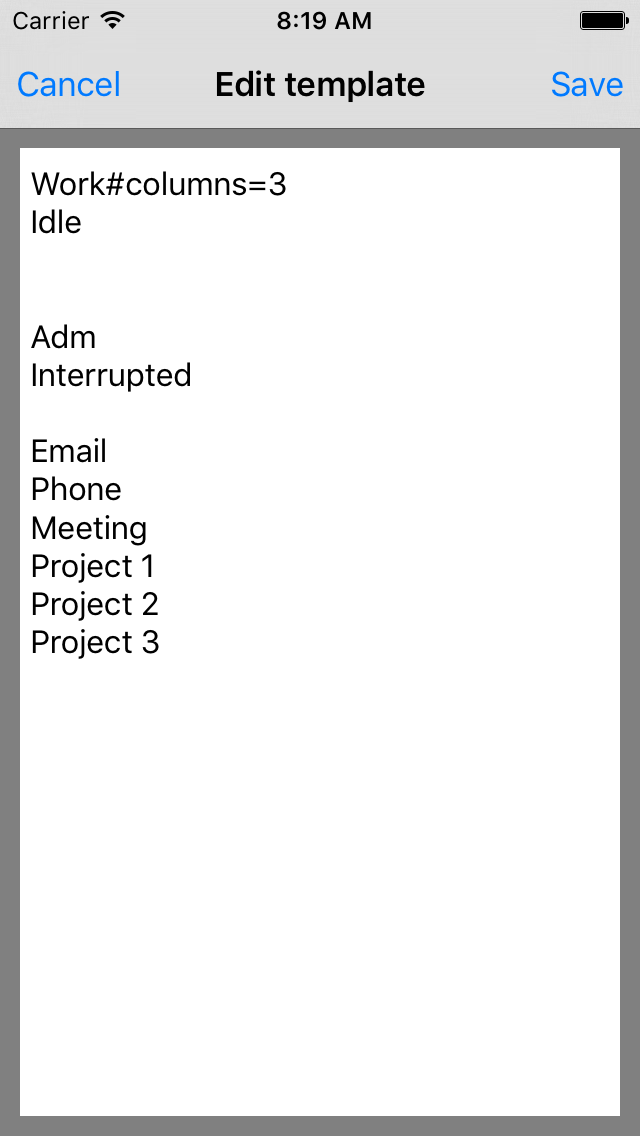 Carrier 8:19 AM
Cancel Edit template Save
Work#columns=3
Idle
Adm
Interrupted
Email
Phone
Meeting
Project 1
Project 2
Project 3